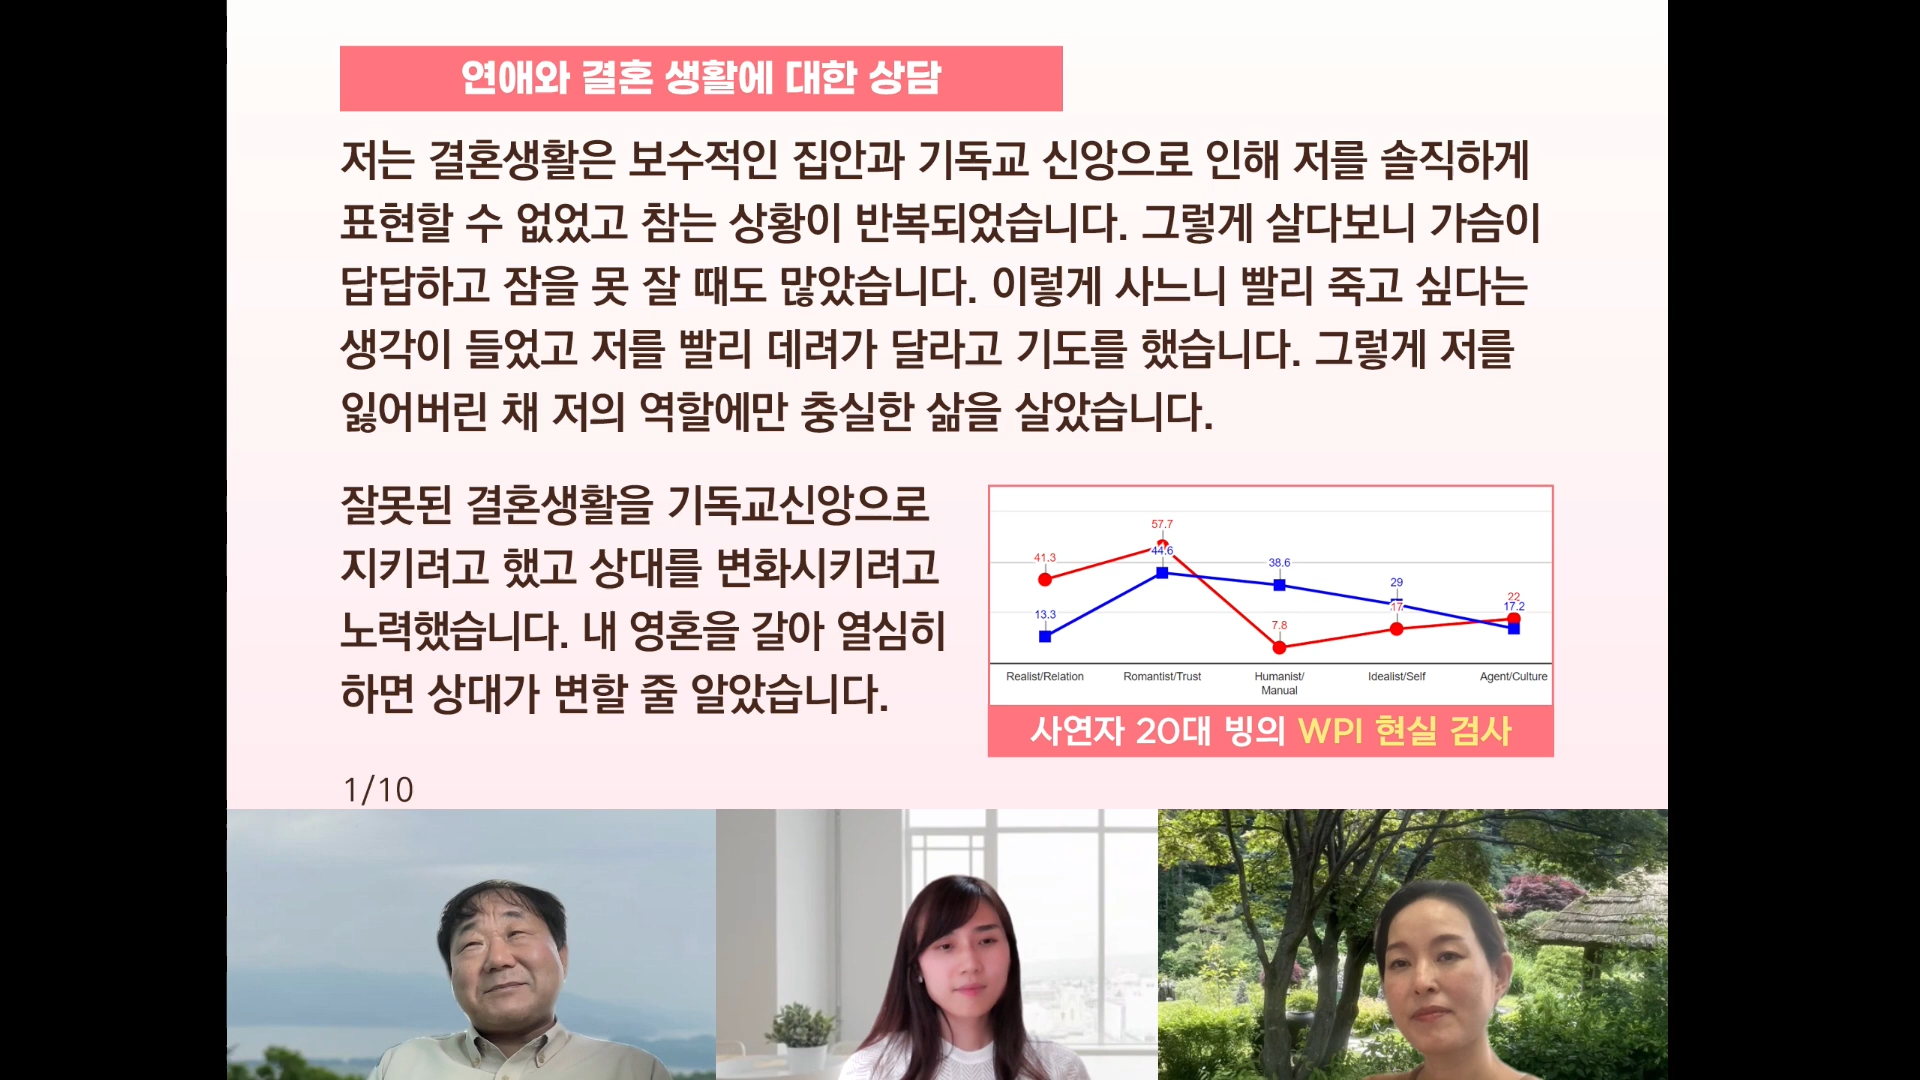 연애와 결혼 생활에 대한 상담
저는 결혼생활은 보수적인 집안과 기독교 신앙으로 인해 저를 솔직하게
표현할 수 없었고 참는 상황이 반복되었습니다. 그렇게 살다보니 가슴이
답답하고 잠을 못 잘 때도 많았습니다. 이렇게 사느니 빨리 죽고 싶다는
생각이 들었고 저를 빨리 데려가 달라고 기도를 했습니다. 그렇게 저를
잃어버린 채 저의 역할에만 충실한 삶을 살았습니다.
잘못된 결혼생활을 기독교신앙으로
지키려고 했고 상대를 변화시키려고
노력했습니다. 내 영혼을 갈아 열심히
하면 상대가 변할 줄 알았습니다.
57.7
44.6
41.3
38.6
29
17
22
17.2
13.3
7.8
Realist/Relation
Romantist/Trust
Humanist/
Manual
Idealist/Self
Agent/Culture
사연자 20대 빙의 WPI 현실 검사
1/10